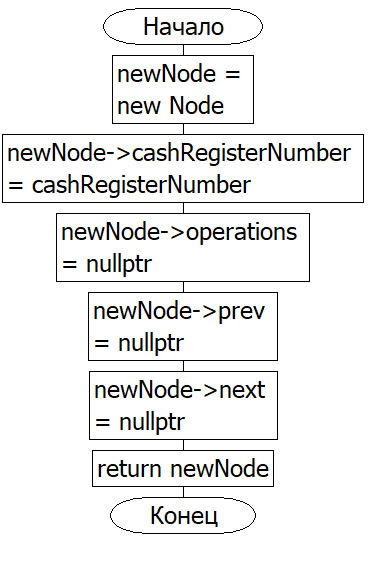 Начало
newNode =
new Node
newNode->cashRegisterNumber
= cashRegisterNumber
newNode->operations
= nullptr
newNode->prev
= nullptr
newNode->next
= nullptr
return newNode
Конец